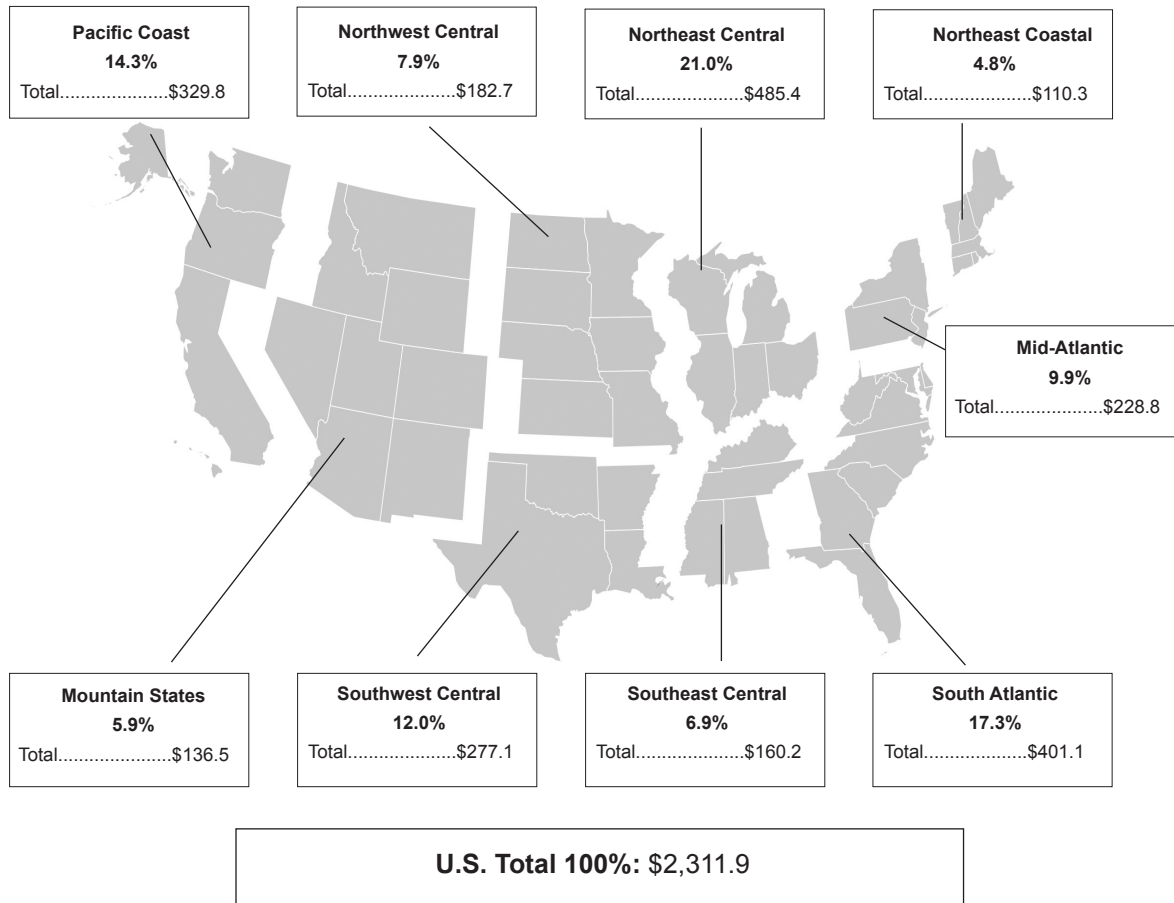 Pacific Coast
14.3%
Total.....................$329.8
Northwest Central
7.9%
Total.....................$182.7
Northeast Central
21.0%
Total.....................$485.4
Northeast Coastal
4.8%
Total.....................$110.3
Mid-Atlantic
9.9%
Total.....................$228.8
Mountain States
5.9%
Total......................$136.5
Southwest Central
12.0%
Total.....................$277.1
Southeast Central
6.9%
Total.....................$160.2
South Atlantic
17.3%
Total.....................$401.1
U.S. Total 100%: $2,311.9